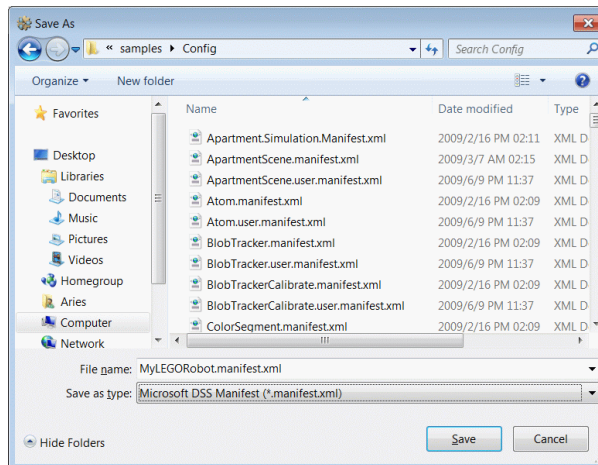 Save As
« samples ▸ Config
Search Config
Organize ▾ New folder
Name Date modified Type
Favorites
Desktop
Libraries
Documents
Music
Pictures
Videos
Homegroup
Aries
Computer
Network
Apartment.Simulation.Manifest.xml 2009/2/16 PM 02:11 XML D
ApartmentScene.manifest.xml 2009/3/7 AM 02:15 XML D
ApartmentScene.user.manifest.xml 2009/6/9 PM 11:37 XML D
Atom.manifest.xml 2009/2/16 PM 02:09 XML D
Atom.user.manifest.xml 2009/6/9 PM 11:37 XML D
BlobTracker.manifest.xml 2009/2/16 PM 02:09 XML D
BlobTracker.user.manifest.xml 2009/6/9 PM 11:37 XML D
BlobTrackerCalibrate.manifest.xml 2009/2/16 PM 02:09 XML D
BlobTrackerCalibrate.user.manifest.xml 2009/6/9 PM 11:37 XML D
ColorSegment.manifest.xml 2009/2/16 PM 02:09 XML D
File name: MyLEGORobot.manifest.xml
Save as type: Microsoft DSS Manifest (*.manifest.xml)
Hide Folders
Save Cancel